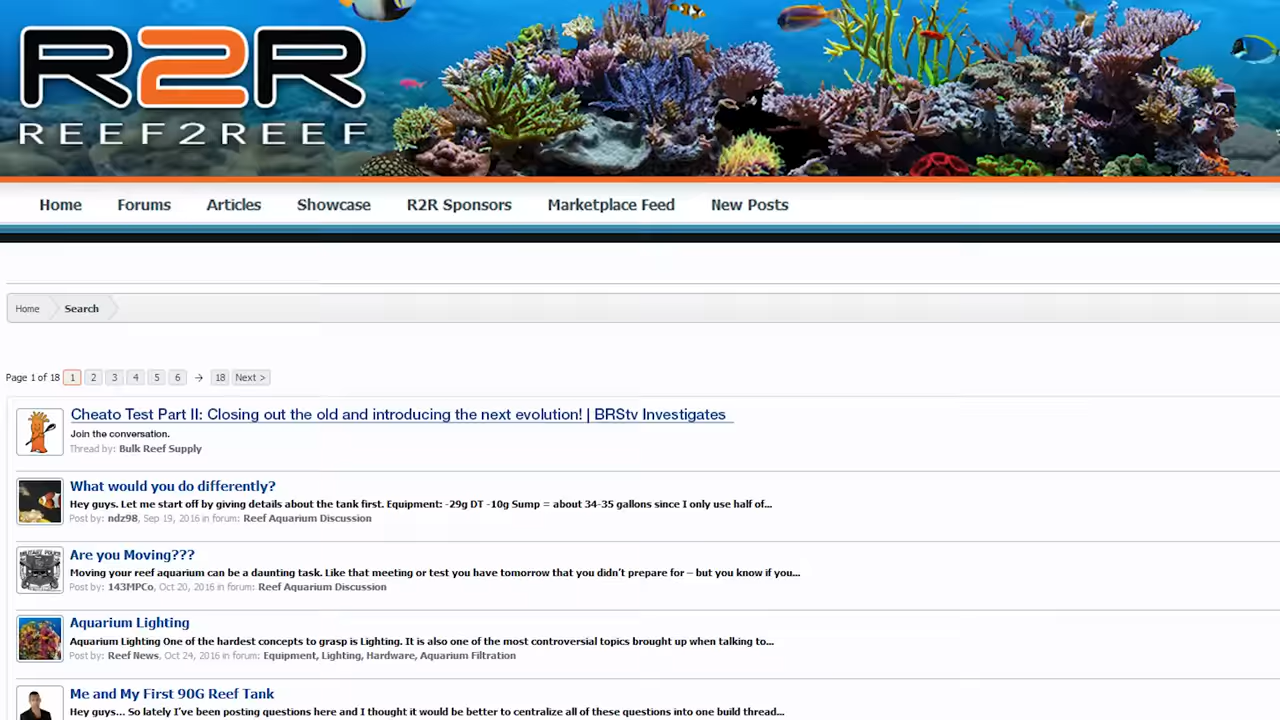 R2R
REEF2REEF
Home Forums Articles Showcase R2R Sponsors Marketplace Feed New Posts
Home Search
Page 1 of 18 1 2 3 4 5 6 → 18 Next >
Cheato Test Part II: Closing out the old and introducing the next evolution! | BRStv Investigates
Join the conversation.
Thread by: Bulk Reef Supply
What would you do differently?
Hey guys. Let me start off by giving details about the tank first. Equipment: -29g DT -10g Sump = about 34-35 gallons since I only use half of...
Post by: ndz98, Sep 19, 2016 in forum: Reef Aquarium Discussion
MILITARY POLICE
Are you Moving???
Moving your reef aquarium can be a daunting task. Like that meeting or test you have tomorrow that you didn't prepare for – but you know if you...
Post by: 143MPCo, Oct 20, 2016 in forum: Reef Aquarium Discussion
Aquarium Lighting
Aquarium Lighting One of the hardest concepts to grasp is Lighting. It is also one of the most controversial topics brought up when talking to...
Post by: Reef News, Oct 24, 2016 in forum: Equipment, Lighting, Hardware, Aquarium Filtration
Me and My First 90G Reef Tank
Hey guys... So lately I've been posting questions here and I thought it would be better to centralize all of these questions into one build thread...